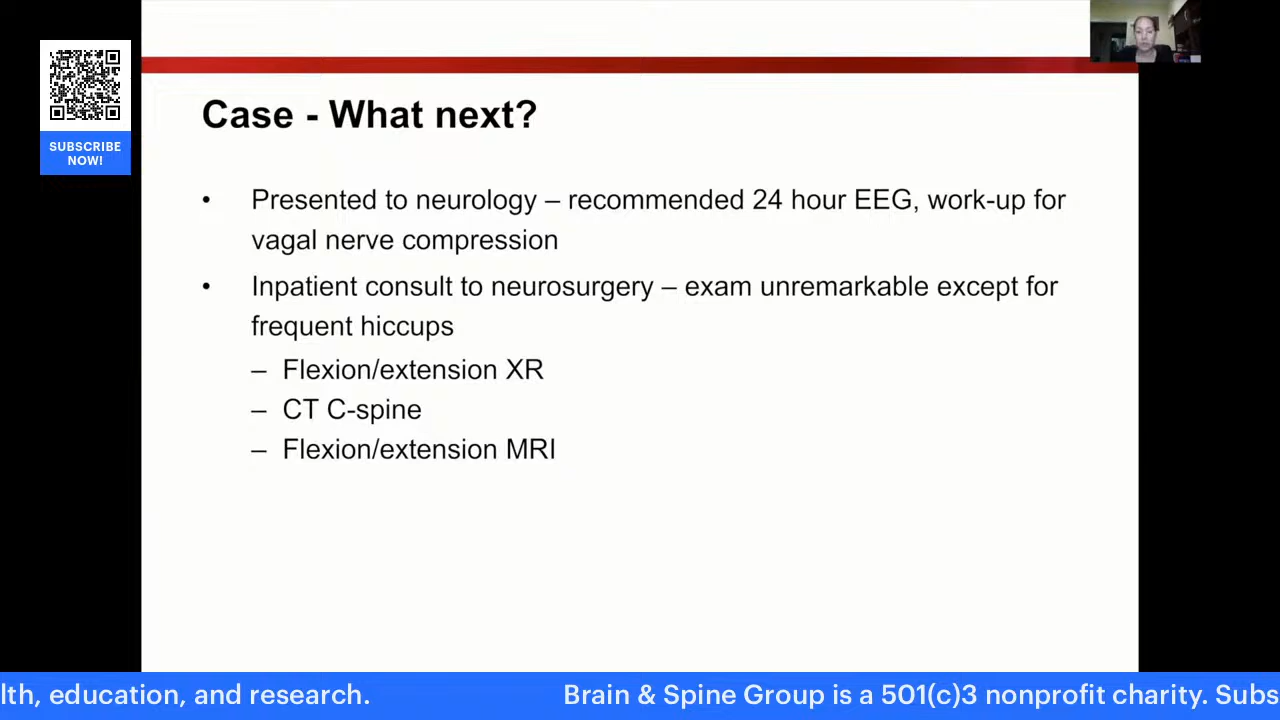 SUBSCRIBE
NOW!
Case - What next?
• Presented to neurology – recommended 24 hour EEG, work-up for
vagal nerve compression
• Inpatient consult to neurosurgery – exam unremarkable except for
frequent hiccups
– Flexion/extension XR
– CT C-spine
– Flexion/extension MRI
lth, education, and research. Brain & Spine Group is a 501(c)3 nonprofit charity. Subs